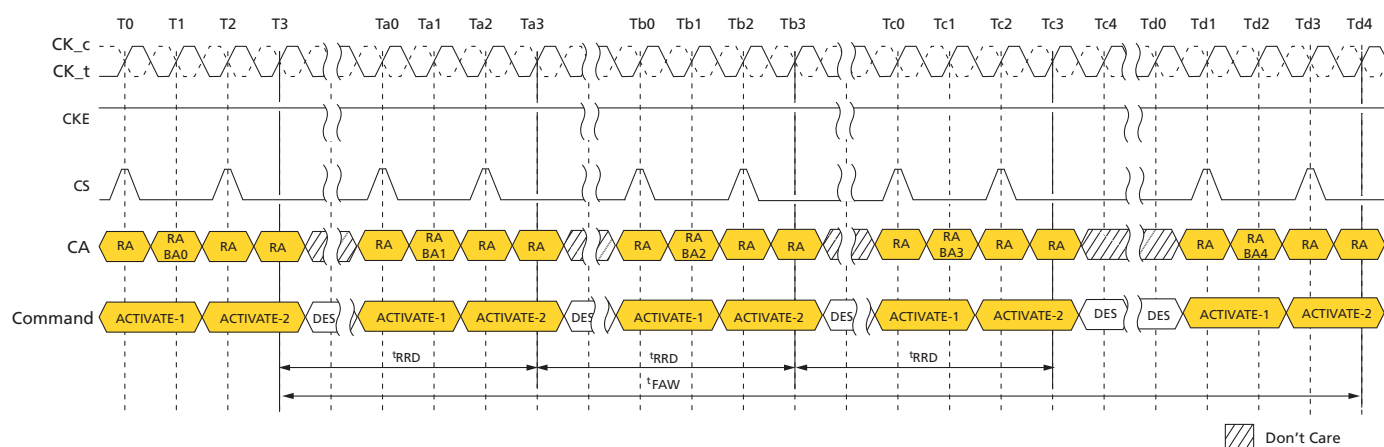 T0 T1 T2 T3 Ta0 Ta1 Ta2 Ta3 Tb0 Tb1 Tb2 Tb3 Tc0 Tc1 Tc2 Tc3 Tc4 Td0 Td1 Td2 Td3 Td4
CK_c
CK_t
CKE
CS
CA RA RA BA0 RA RA RA RA BA1 RA RA RA RA BA2 RA RA RA RA BA3 RA RA RA RA BA4 RA RA
Command ACTIVATE-1 ACTIVATE-2 DES ACTIVATE-1 ACTIVATE-2 DES ACTIVATE-1 ACTIVATE-2 DES ACTIVATE-1 ACTIVATE-2 DES DES ACTIVATE-1 ACTIVATE-2
tRRD tRRD tRRD
tFAW
Don't Care